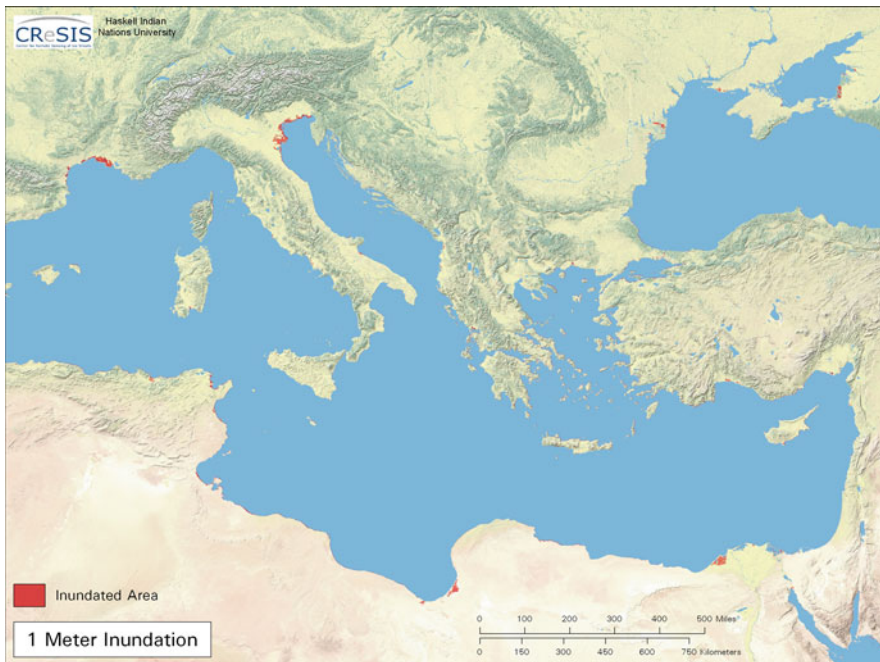 CReSIS
Haskell Indian
Nations University
Inundated Area
1 Meter Inundation
0 100 200 300 400 500 Miles
0 150 300 450 600 750 Kilometers